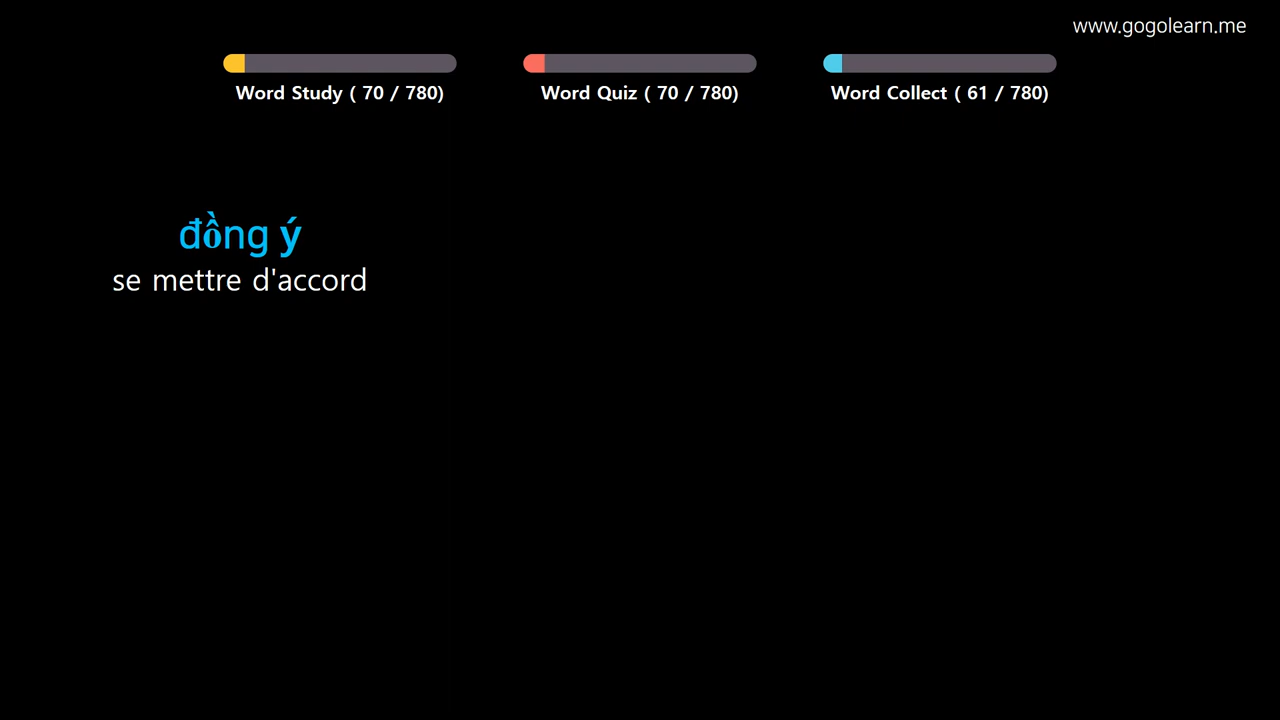 www.gogolearn.me
Word Study ( 70 / 780)
Word Quiz ( 70 / 780)
Word Collect ( 61 / 780)
đồng ý
se mettre d'accord